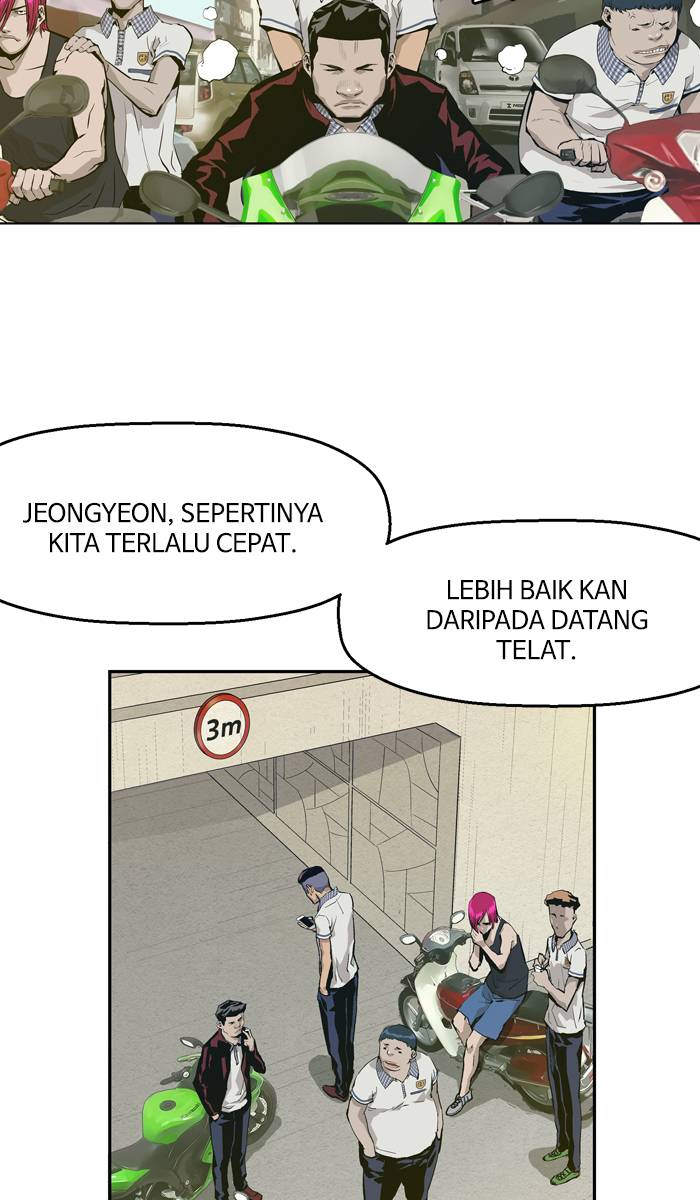 JEONGYEON, SEPERTINYA
KITA TERLALU CEPAT.
LEBIH BAIK KAN
DARIPADA DATANG
TELAT.
3m